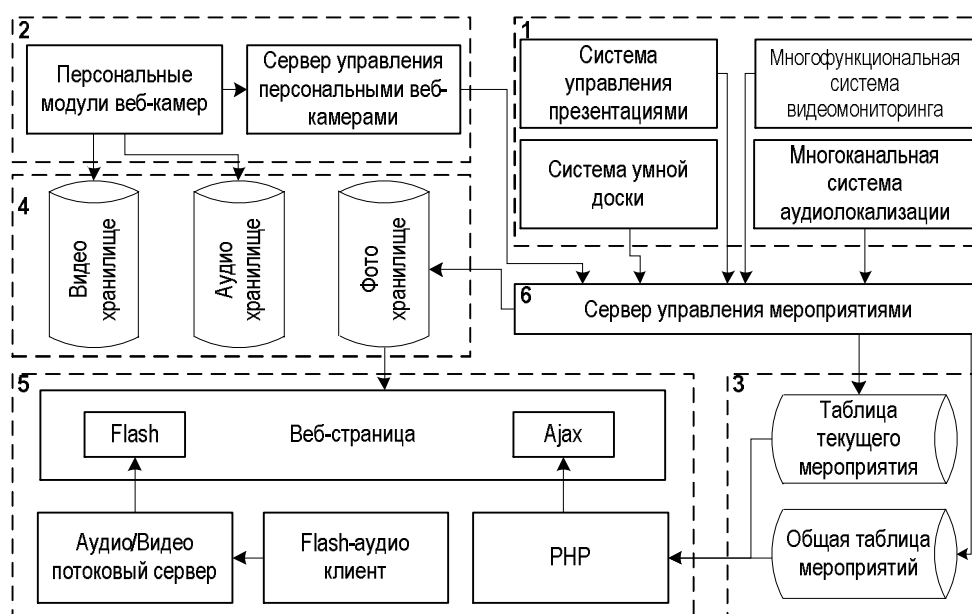 2
Персональные
модули веб-камер
Сервер управления
персональными веб-
камерами
1
Система
управления
презентациями
Многофункциональная
система
видеомониторинга
Система умной
доски
Многоканальная
система
аудиолокализации
4
Видео
хранилище
Аудио
хранилище
Фото
хранилище
6
Сервер управления мероприятиями
5
Flash
Веб-страница
Ajax
Аудио/Видео
потоковый сервер
Flash-аудио
клиент
PHP
3
Таблица
текущего
мероприятия
Общая таблица
мероприятий